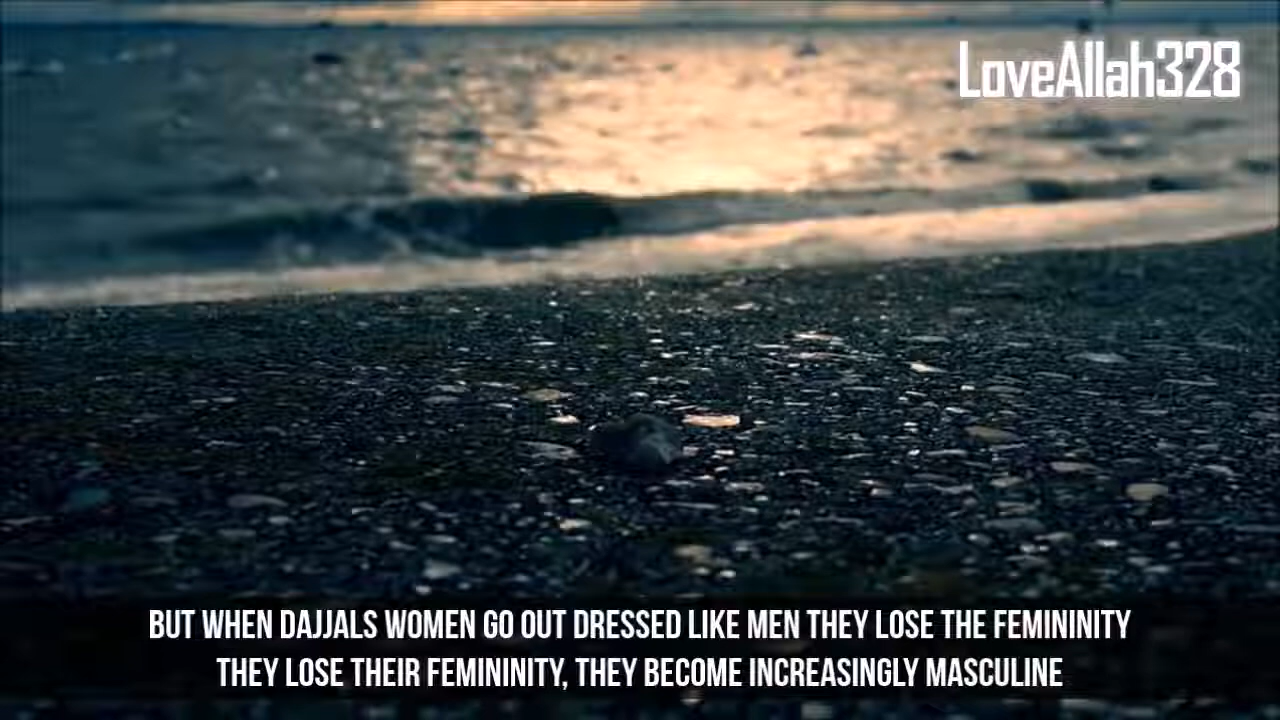 LoveAllah328
BUT WHEN DAJJALS WOMEN GO OUT DRESSED LIKE MEN THEY LOSE THE FEMININITY
THEY LOSE THEIR FEMININITY, THEY BECOME INCREASINGLY MASCULINE